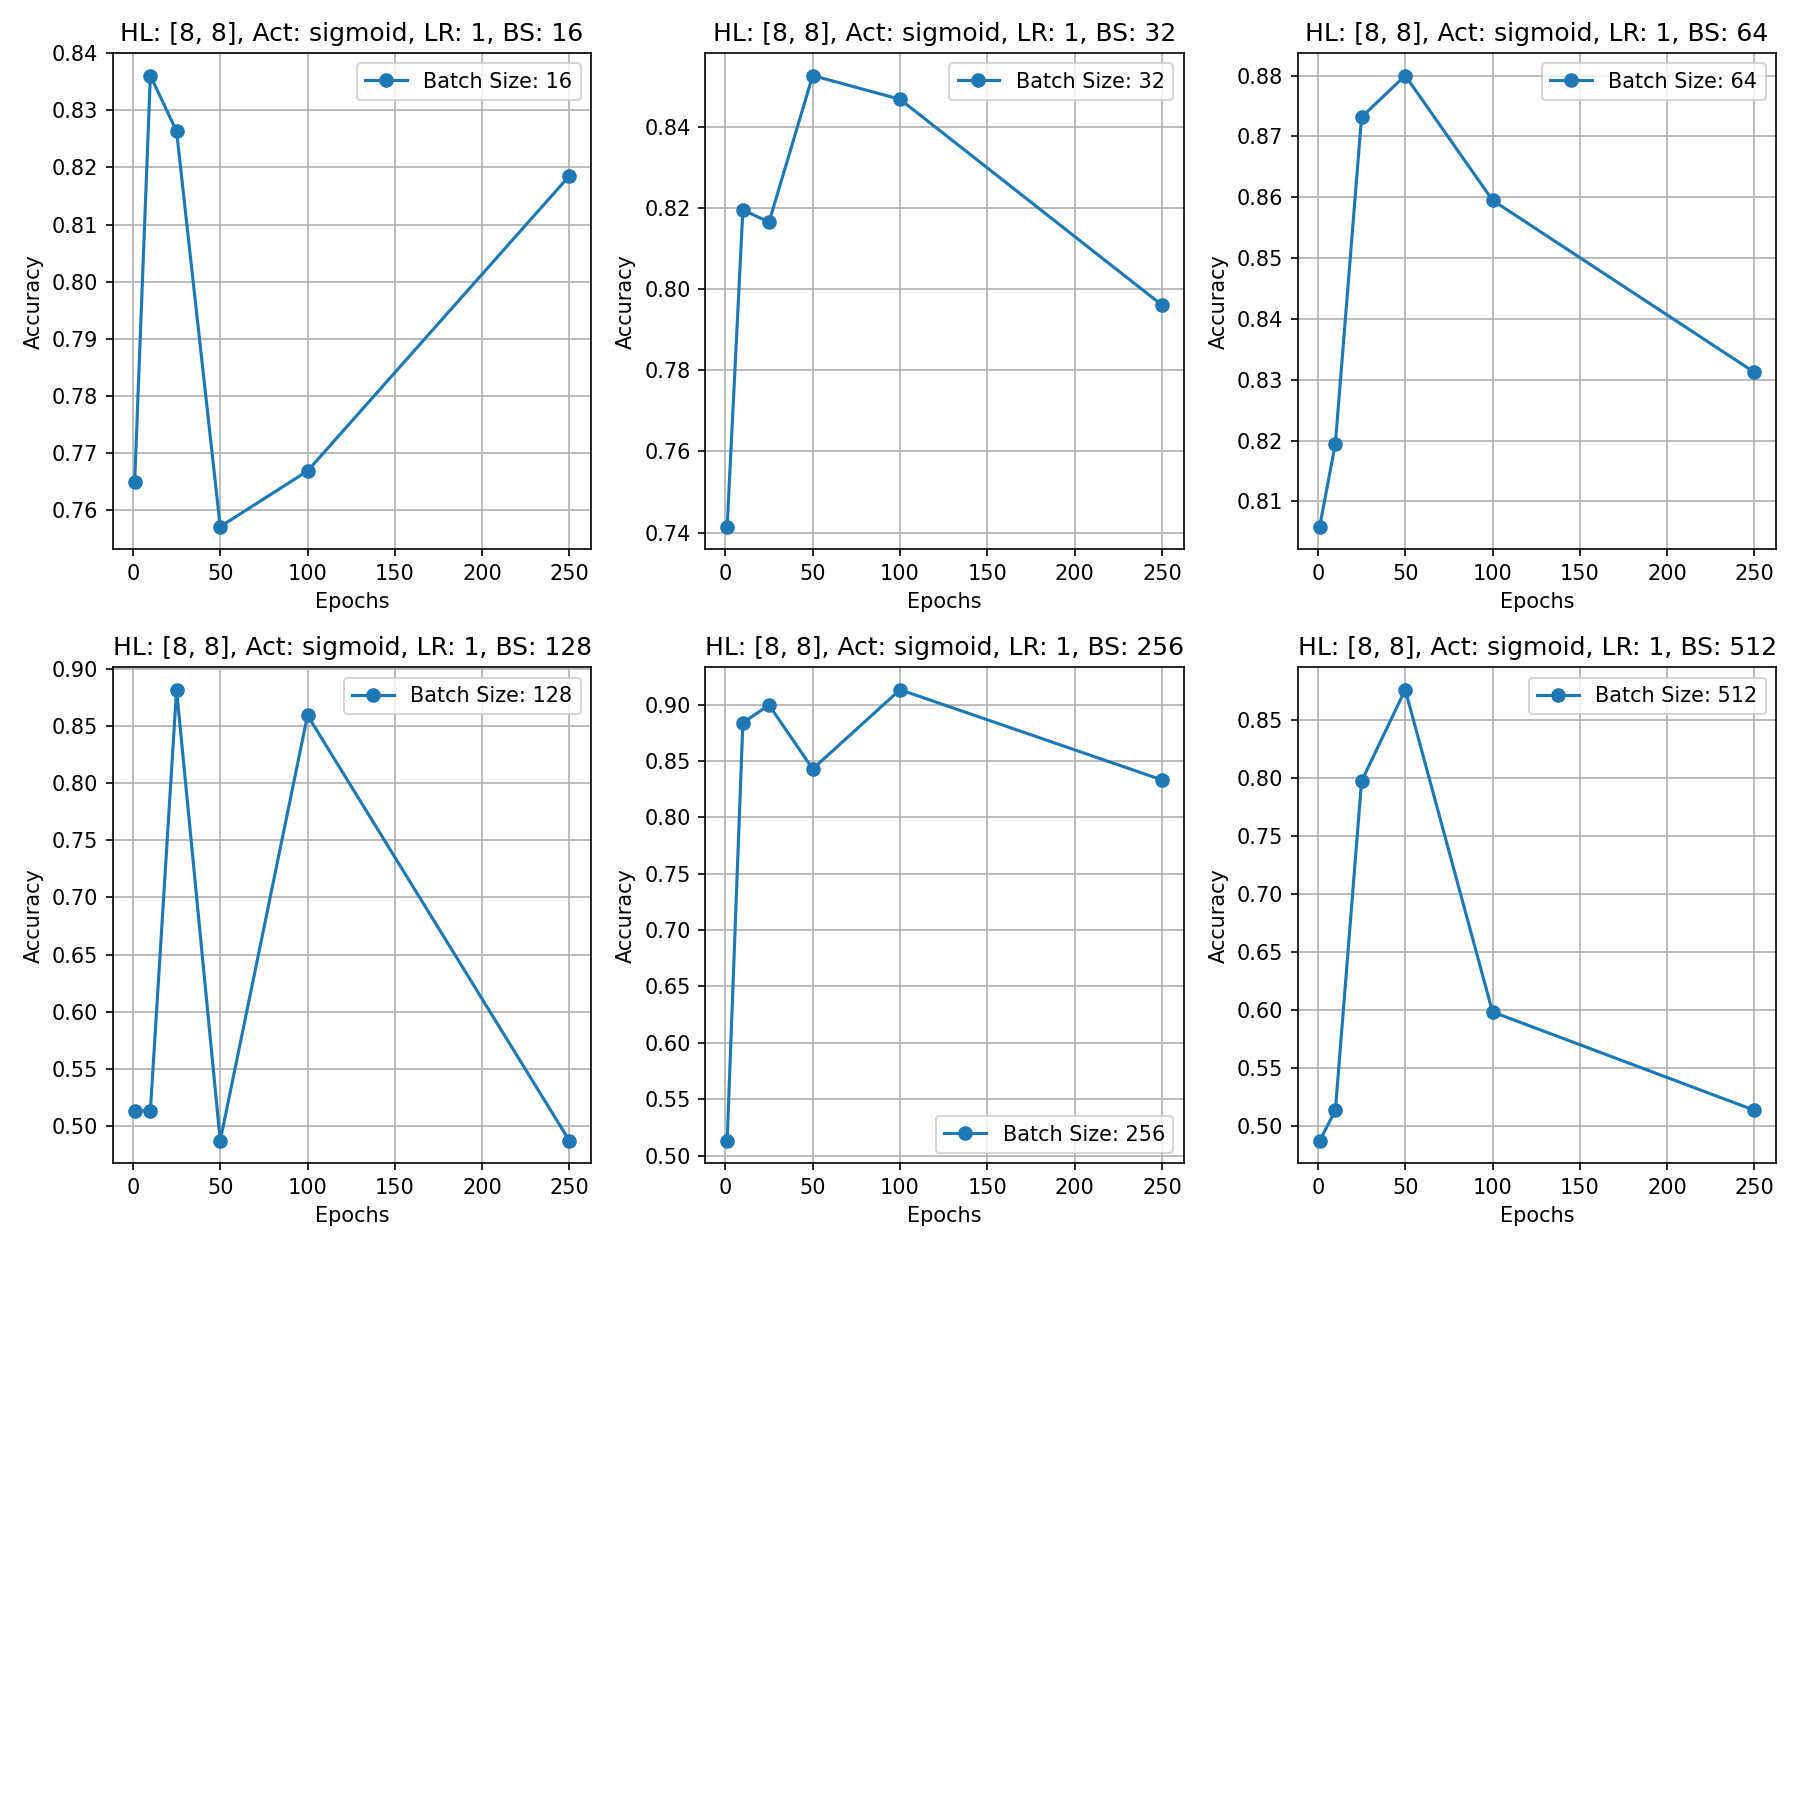 HL: [8, 8], Act: sigmoid, LR: 1, BS: 16
Batch Size: 16
0.84
0.83
0.82
0.81
0.80
0.79
0.78
0.77
0.76
Accuracy
0 50 100 150 200 250
Epochs
HL: [8, 8], Act: sigmoid, LR: 1, BS: 32
Batch Size: 32
0.84
0.82
0.80
0.78
0.76
0.74
Accuracy
0 50 100 150 200 250
Epochs
HL: [8, 8], Act: sigmoid, LR: 1, BS: 64
Batch Size: 64
0.88
0.87
0.86
0.85
0.84
0.83
0.82
0.81
Accuracy
0 50 100 150 200 250
Epochs
HL: [8, 8], Act: sigmoid, LR: 1, BS: 128
Batch Size: 128
0.90
0.85
0.80
0.75
0.70
0.65
0.60
0.55
0.50
Accuracy
0 50 100 150 200 250
Epochs
HL: [8, 8], Act: sigmoid, LR: 1, BS: 256
0.90
0.85
0.80
0.75
0.70
0.65
0.60
0.55
0.50
Accuracy
Batch Size: 256
0 50 100 150 200 250
Epochs
HL: [8, 8], Act: sigmoid, LR: 1, BS: 512
Batch Size: 512
0.85
0.80
0.75
0.70
0.65
0.60
0.55
0.50
Accuracy
0 50 100 150 200 250
Epochs